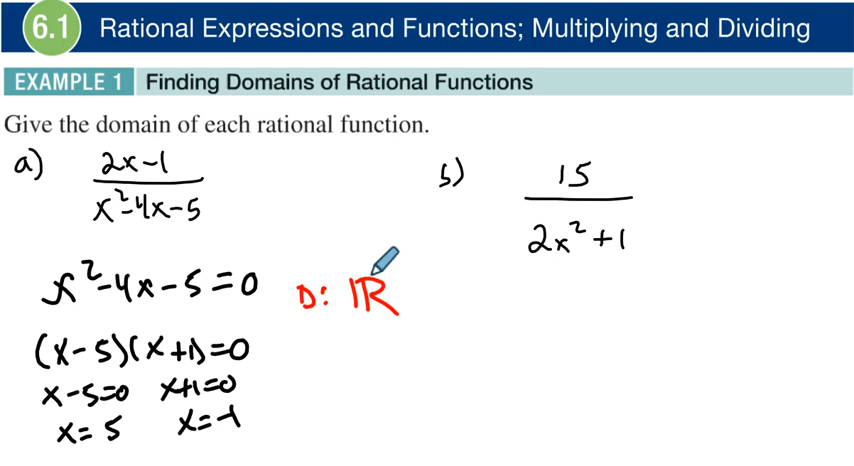 6.1 Rational Expressions and Functions; Multiplying and Dividing
EXAMPLE 1 Finding Domains of Rational Functions
Give the domain of each rational function.
a) 2x-1
x²-4x-5
b) 15
2x²+1
x²-4x-5=0
D: ℝ
(x-5)(x+1)=0
x-5=0 x+1=0
x=5 x=-1